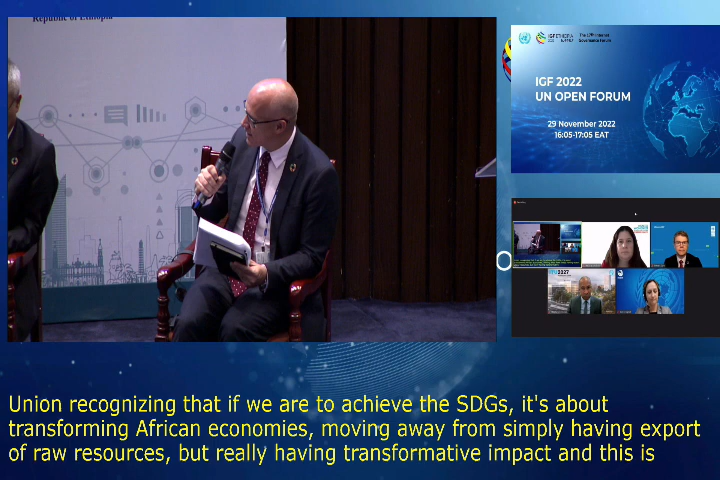 Republic of Ethiopia
IGF 2022
UN OPEN FORUM
29 November 2022
16:05-17:05 EAT
Union recognizing that if we are to achieve the SDGs, it's about
transforming African economies, moving away from simply having export
of raw resources, but really having transformative impact and this is